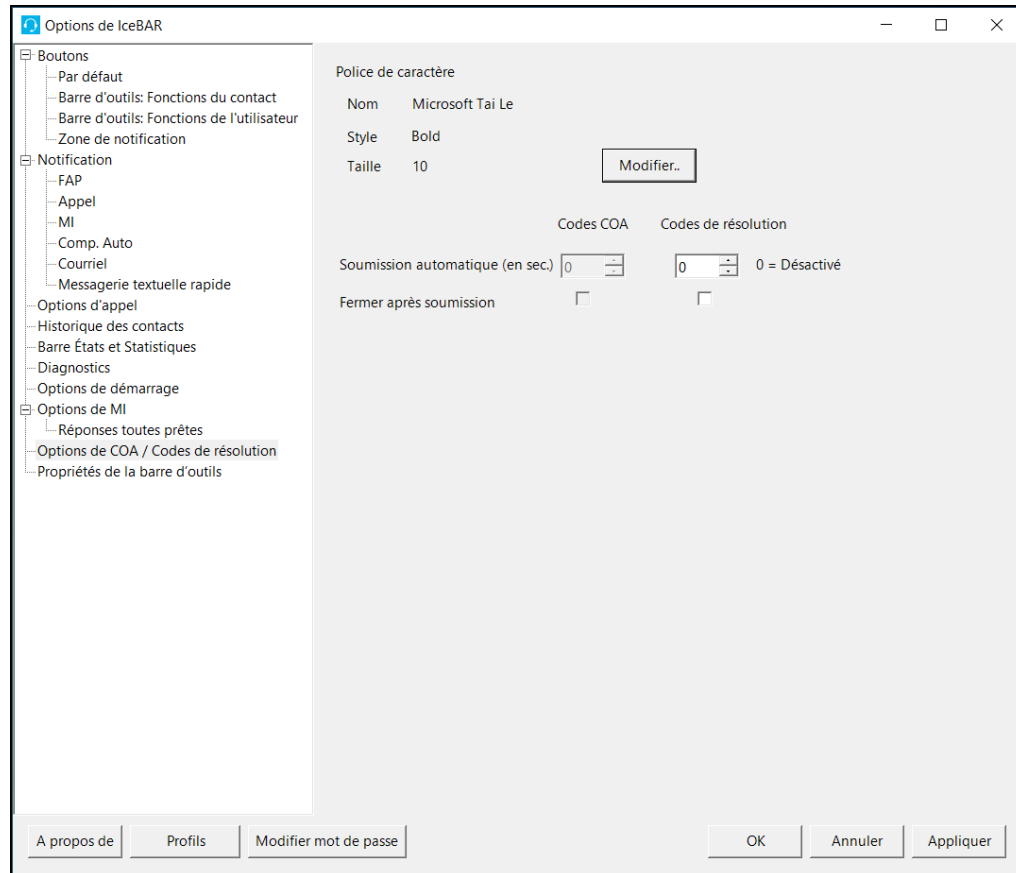 Options de IceBAR
Boutons
Par défaut
Barre d'outils: Fonctions du contact
Barre d'outils: Fonctions de l'utilisateur
Zone de notification
Notification
FAP
Appel
MI
Comp. Auto
Courriel
Messagerie textuelle rapide
Options d'appel
Historique des contacts
Barre États et Statistiques
Diagnostics
Options de démarrage
Options de MI
Réponses toutes prêtes
Options de COA / Codes de résolution
Propriétés de la barre d'outils
Police de caractère
Nom Microsoft Tai Le
Style Bold
Taille 10
Modifier..
Codes COA Codes de résolution
Soumission automatique (en sec.) 0 0 0 = Désactivé
Fermer après soumission
A propos de Profils Modifier mot de passe OK Annuler Appliquer